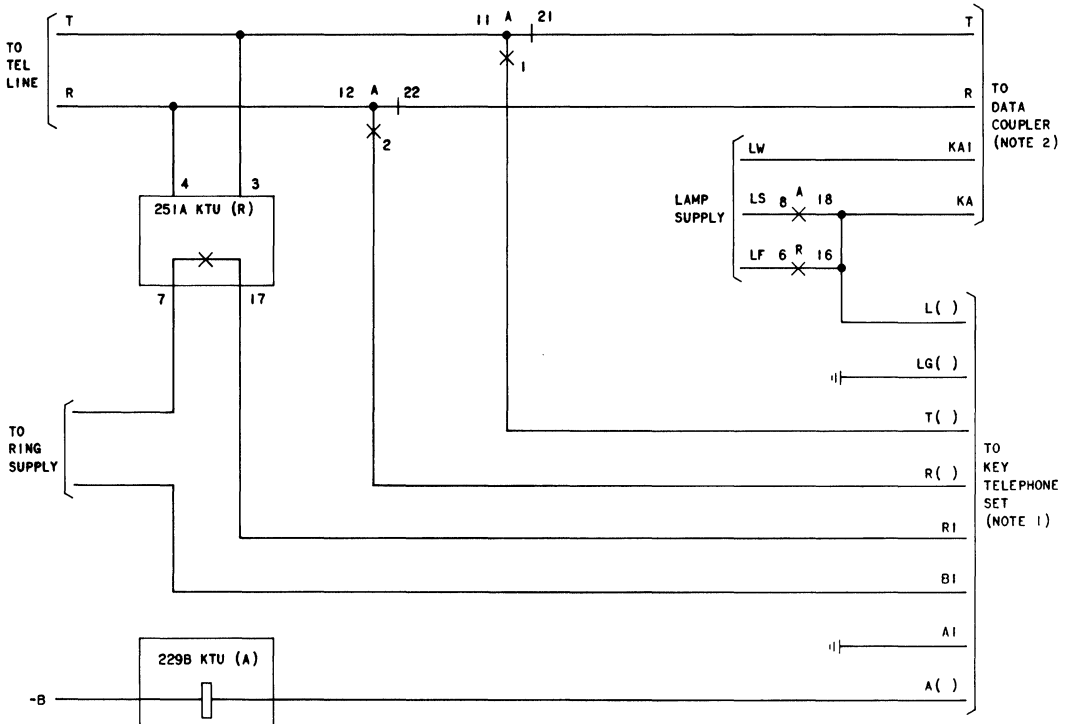 TO
TEL
LINE
T
11 A 21
T
1
R
12 A 22
R
2
TO
DATA
COUPLER
(NOTE 2)
LAMP
SUPPLY
LW
KA1
LS 8 A 18
KA
LF 6 R 16
4 3
251A KTU (R)
7 17
TO
RING
SUPPLY
L( )
LG( )
T( )
R( )
R1
B1
A1
A( )
TO
KEY
TELEPHONE
SET
(NOTE 1)
229B KTU (A)
-B